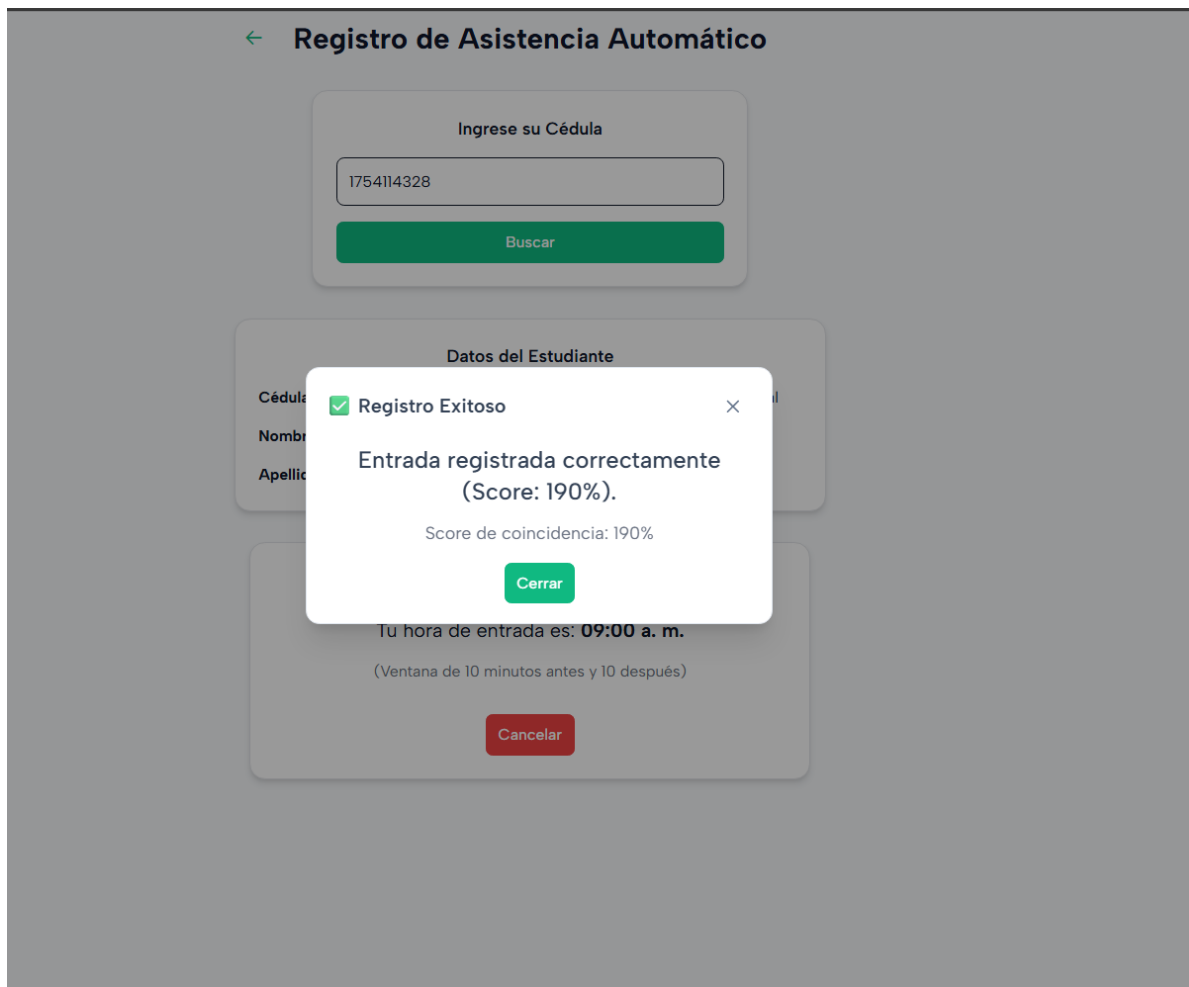 Registro de Asistencia Automático
Ingrese su Cédula
1754114328
Buscar
Datos del Estudiante
Registro Exitoso
Entrada registrada correctamente
(Score: 190%).
Score de coincidencia: 190%
Cerrar
Tu hora de entrada es: 09:00 a. m.
(Ventana de 10 minutos antes y 10 después)
Cancelar